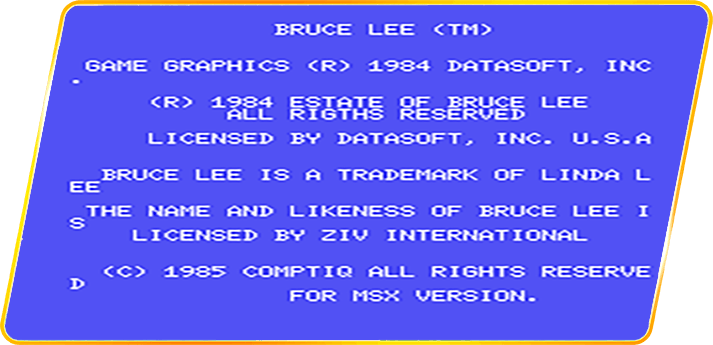 BRUCE LEE (TM)
GAME GRAPHICS (R) 1984 DATASOFT, INC
.
(R) 1984 ESTATE OF BRUCE LEE
ALL RIGTHS RESERVED
LICENSED BY DATASOFT, INC. U.S.A
BRUCE LEE IS A TRADEMARK OF LINDA L
EE
THE NAME AND LIKENESS OF BRUCE LEE I
S
LICENSED BY ZIV INTERNATIONAL
(C) 1985 COMPTIQ ALL RIGHTS RESERVE
D
FOR MSX VERSION.